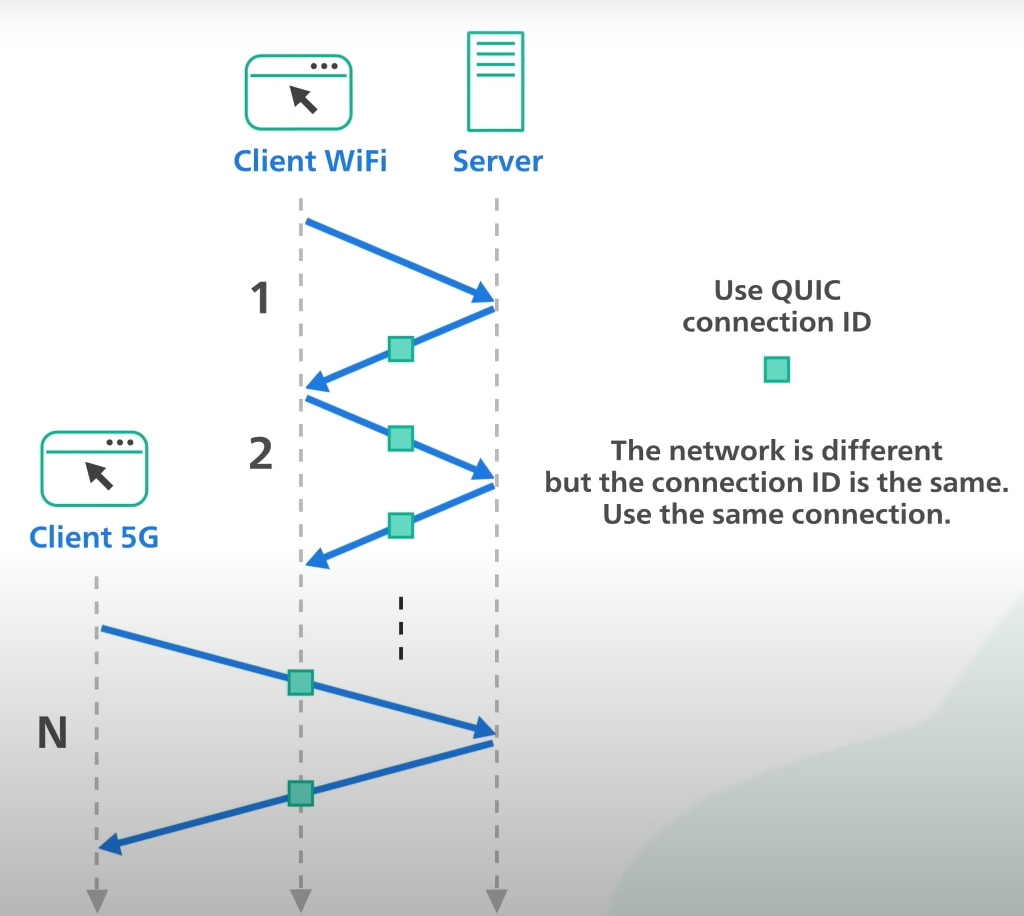 Client WiFi
Server
1
Use QUIC
connection ID
2
The network is different
but the connection ID is the same.
Use the same connection.
Client 5G
N